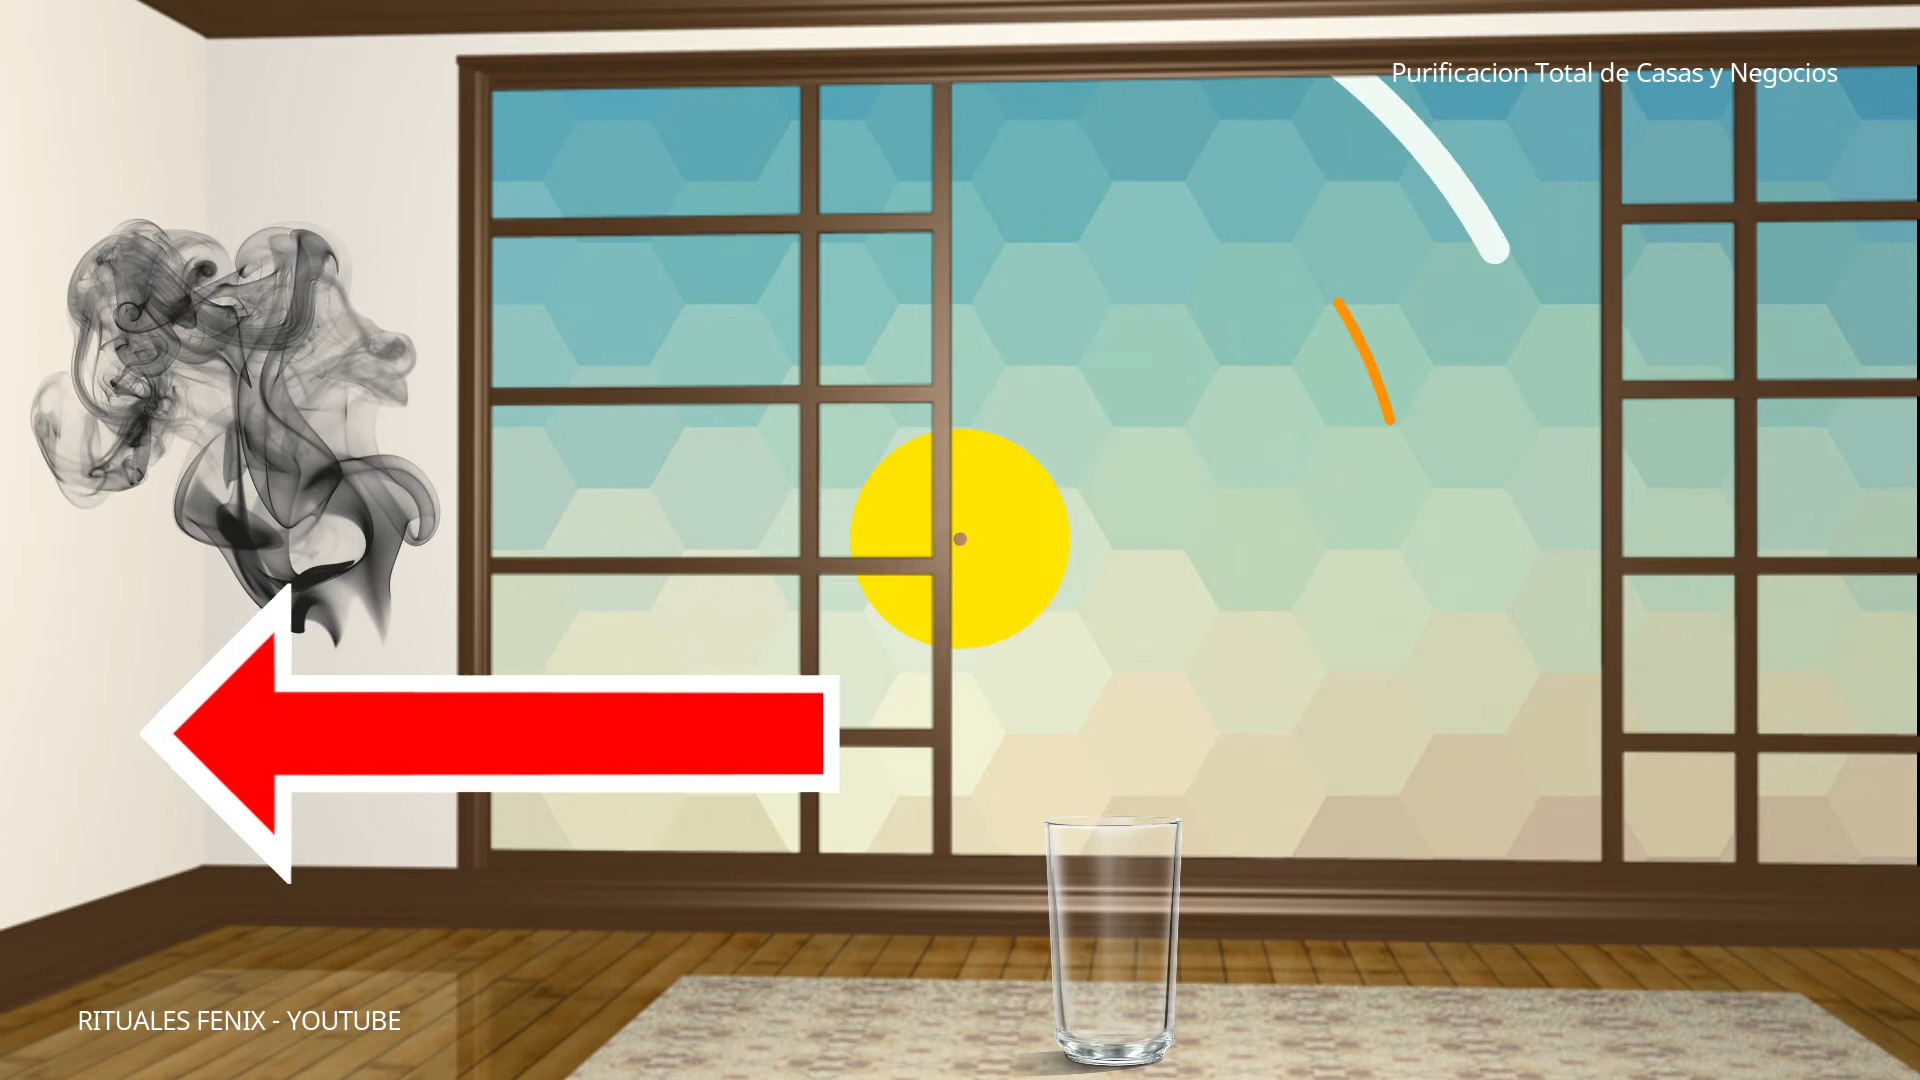 Purificacion Total de Casas y Negocios
RITUALES FENIX - YOUTUBE